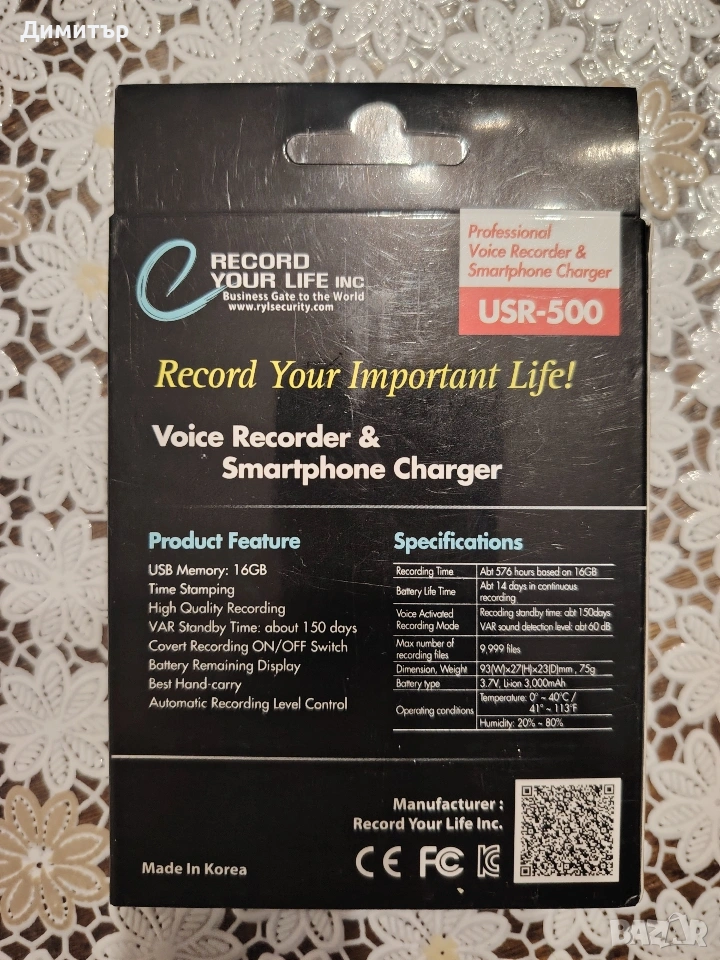 Димитър
RECORD
YOUR LIFE INC
Business Gate to the World
www.rylsecurity.com
Professional
Voice Recorder &
Smartphone Charger
USR-500
Record Your Important Life!
Voice Recorder &
Smartphone Charger
Product Feature
USB Memory: 16GB
Time Stamping
High Quality Recording
VAR Standby Time: about 150 days
Covert Recording ON/OFF Switch
Battery Remaining Display
Best Hand-carry
Automatic Recording Level Control
Specifications
Recording Time Abt 576 hours based on 16GB
Battery Life Time Abt 14 days in continuous
recording
Voice Activated
Recording Mode
Recoding standby time: abt 150days
VAR sound detection level: abt 60 dB
Max number of
recording files
9,999 files
Dimension, Weight 93(W)x27(H)x23(D)mm , 75g
Battery type 3.7V, Li-ion 3,000mAh
Operating conditions
Temperature: 0° ~ 40°C /
41° ~ 113°F
Humidity: 20% ~ 80%
Manufacturer :
Record Your Life Inc.
CE FC KC
Made In Korea
BAZAR